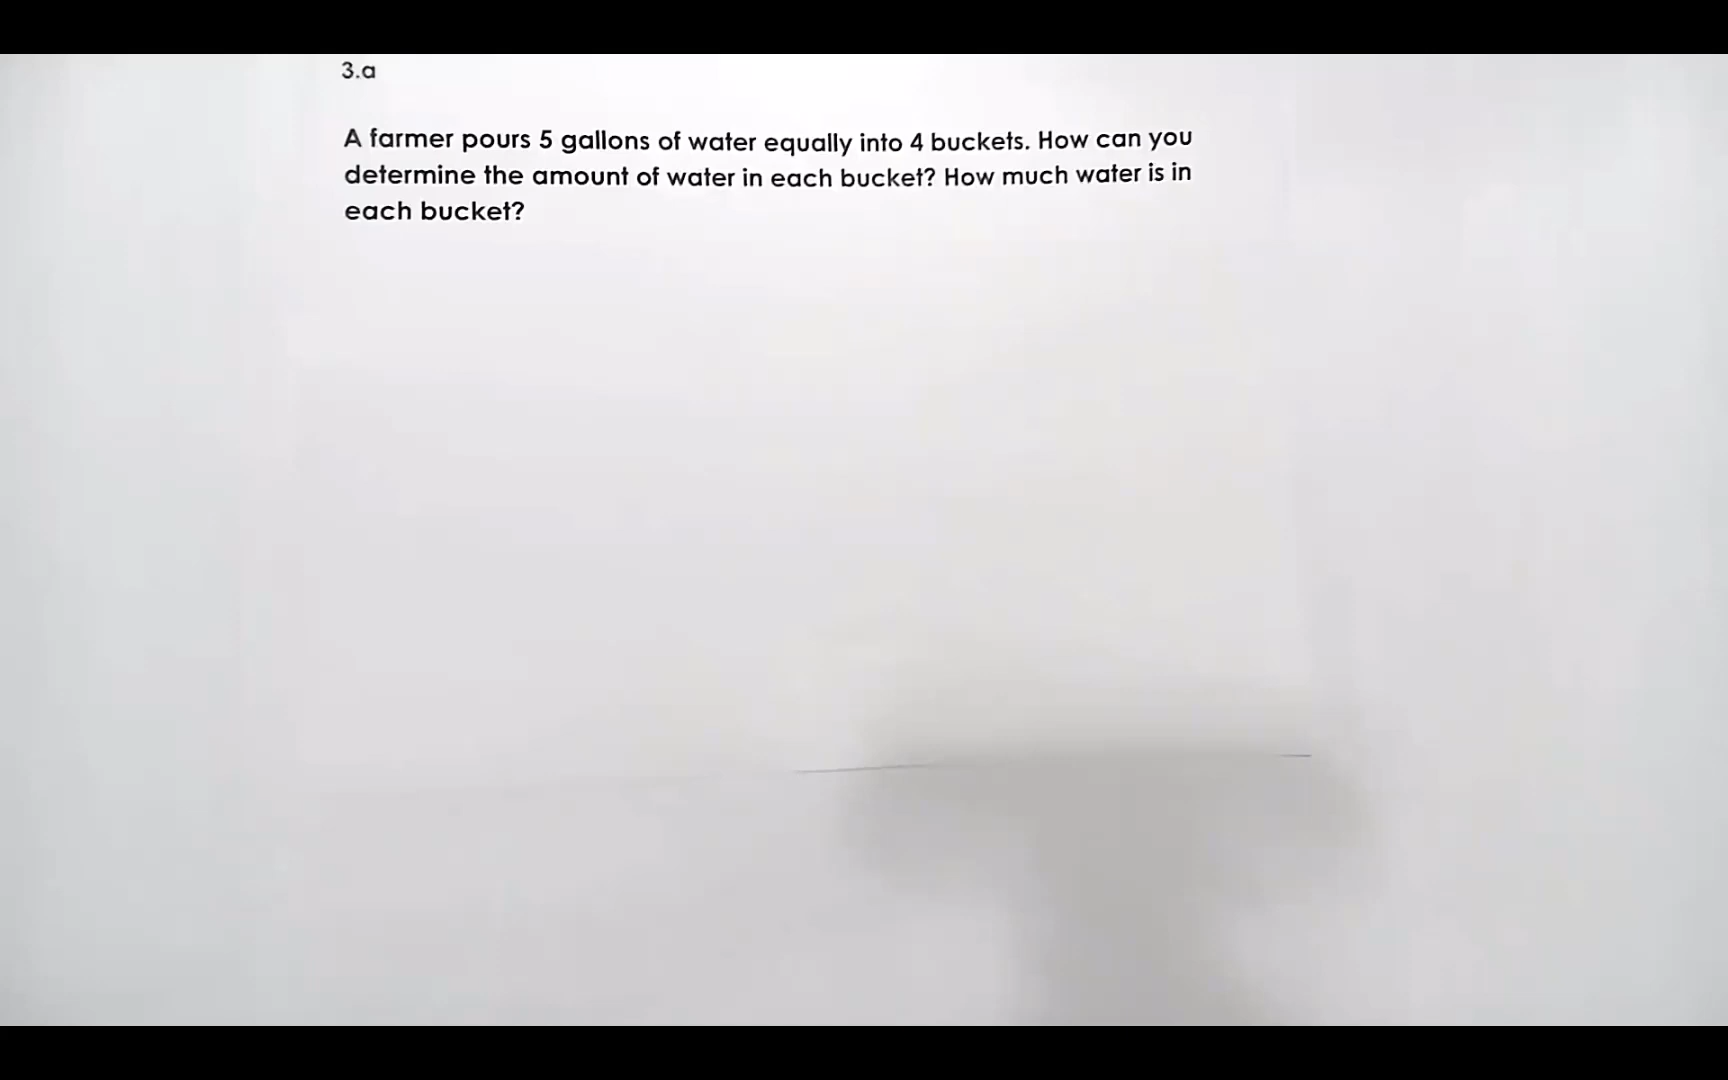 3.a
A farmer pours 5 gallons of water equally into 4 buckets. How can you
determine the amount of water in each bucket? How much water is in
each bucket?